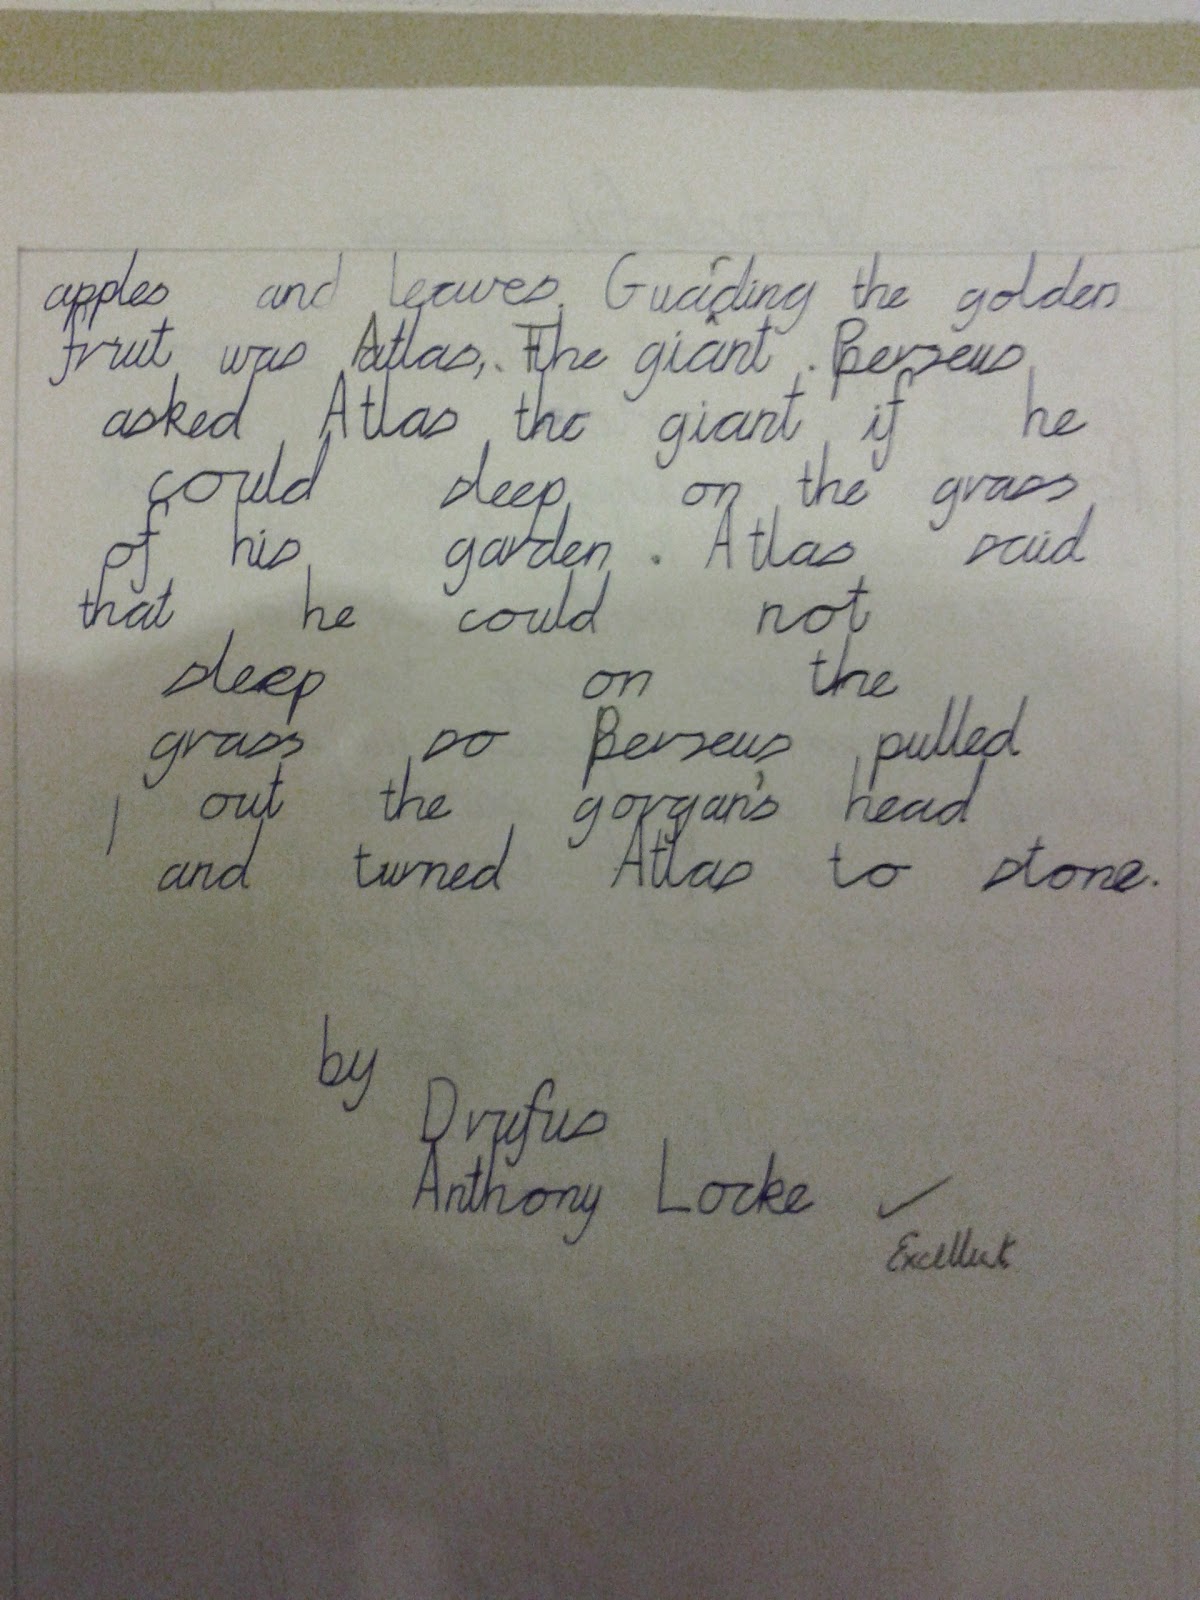 apples and leaves. Guarding the golden
fruit was Atlas, The giant. Perseus
asked Atlas the giant if he
could sleep on the grass
of his garden. Atlas said
that he could not
sleep on the
grass so Perseus pulled
out the gorgan's head
and turned Atlas to stone.
by
Drufus
Anthony Locke ✓
Excellent